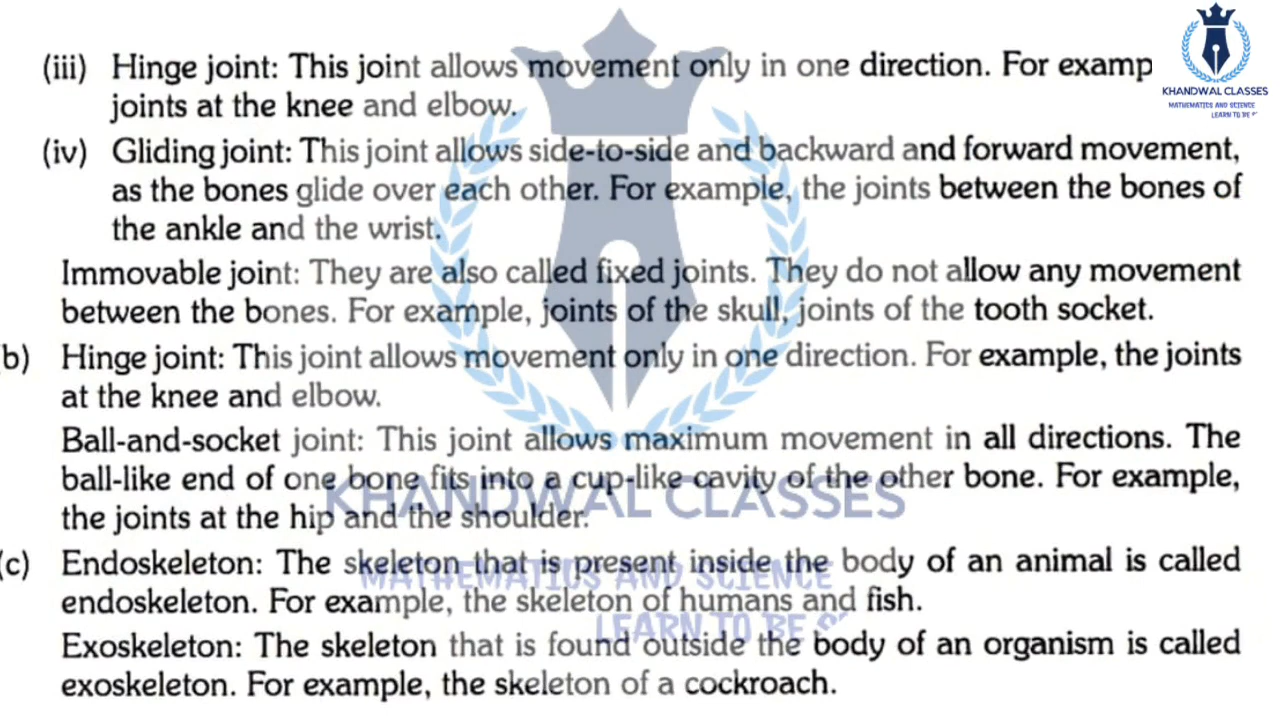 (iii) Hinge joint: This joint allows movement only in one direction. For examp
joints at the knee and elbow.
(iv) Gliding joint: This joint allows side-to-side and backward and forward movement,
as the bones glide over each other. For example, the joints between the bones of
the ankle and the wrist.
Immovable joint: They are also called fixed joints. They do not allow any movement
between the bones. For example, joints of the skull, joints of the tooth socket.
b) Hinge joint: This joint allows movement only in one direction. For example, the joints
at the knee and elbow.
Ball-and-socket joint: This joint allows maximum movement in all directions. The
ball-like end of one bone fits into a cup-like cavity of the other bone. For example,
the joints at the hip and the shoulder.
(c) Endoskeleton: The skeleton that is present inside the body of an animal is called
endoskeleton. For example, the skeleton of humans and fish.
Exoskeleton: The skeleton that is found outside the body of an organism is called
exoskeleton. For example, the skeleton of a cockroach.
KHANDWAL CLASSES
MATHEMATICS AND SCIENCE
LEARN TO BE
KHANDWAL CLASSES
MATHEMATICS AND SCIENCE
LEARN TO BE